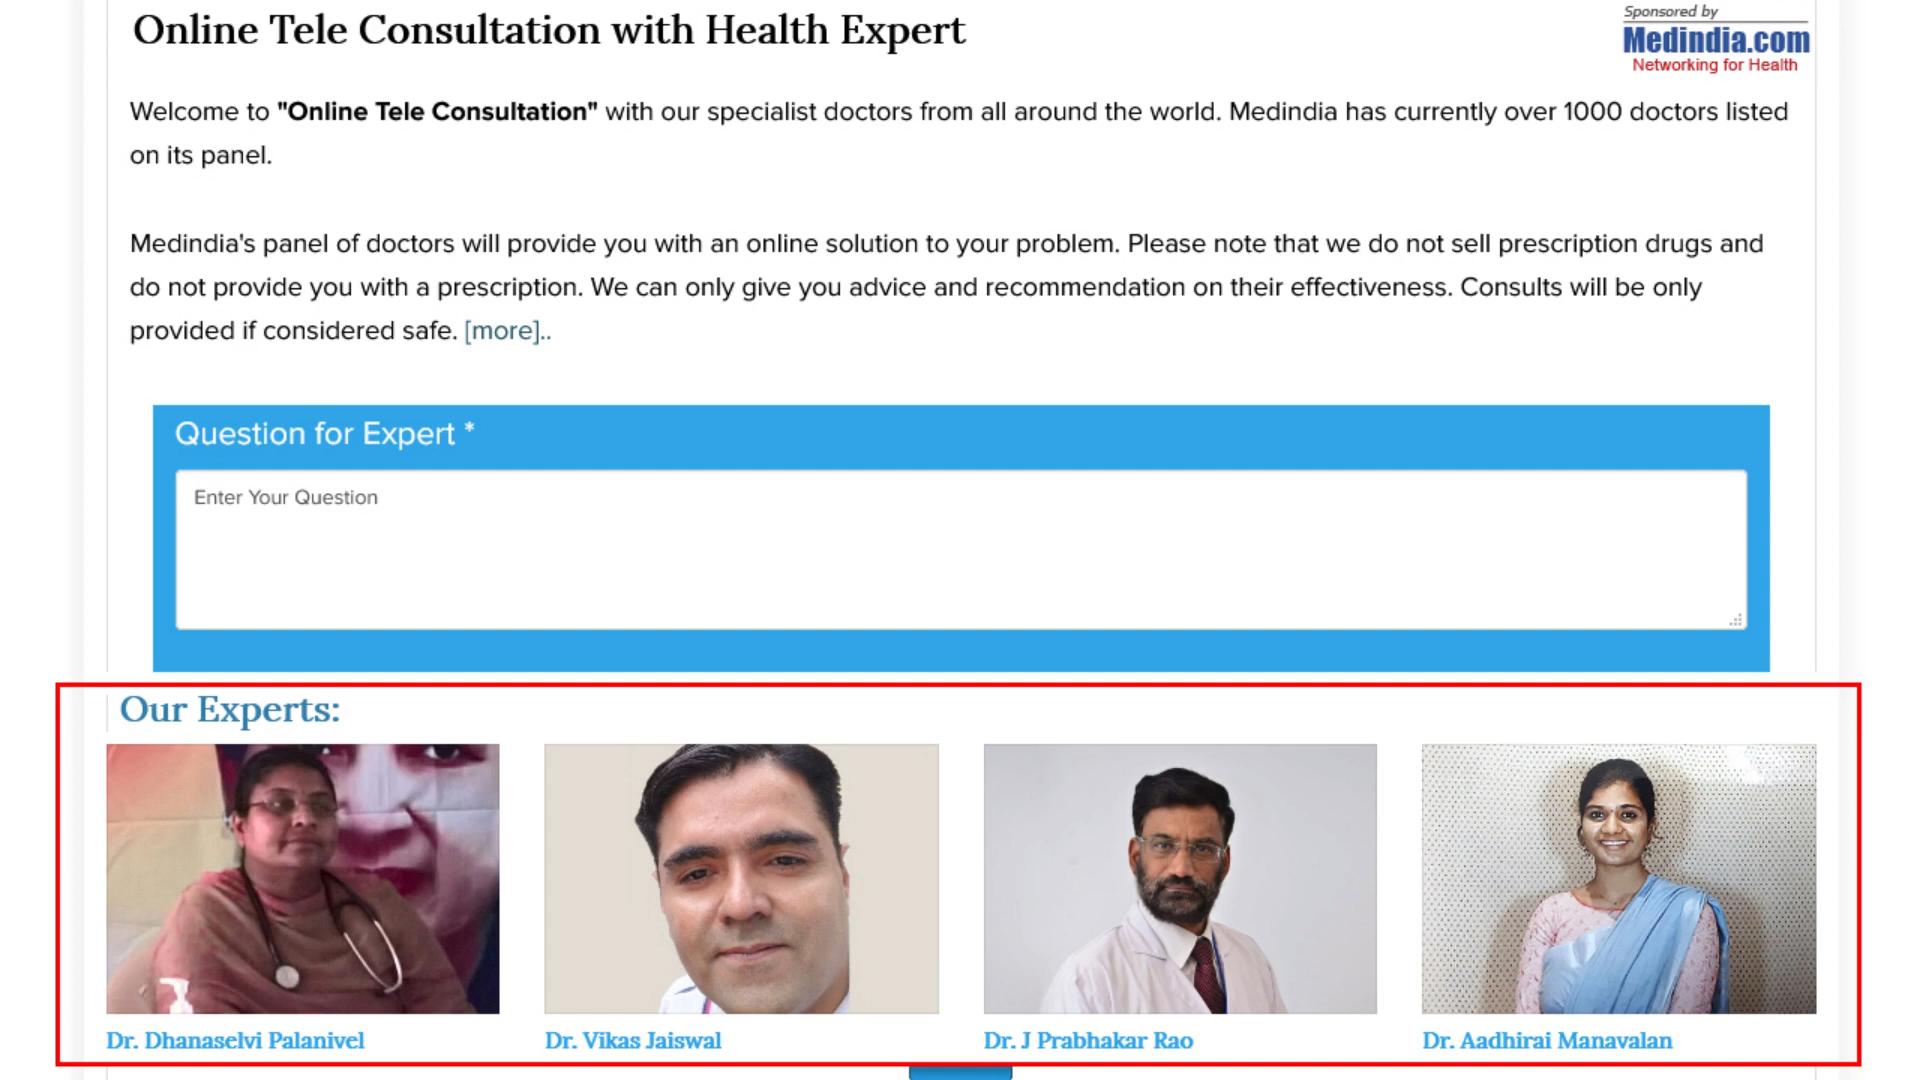 Online Tele Consultation with Health Expert
Sponsored by
Medindia.com
Networking for Health
Welcome to "Online Tele Consultation" with our specialist doctors from all around the world. Medindia has currently over 1000 doctors listed
on its panel.
Medindia's panel of doctors will provide you with an online solution to your problem. Please note that we do not sell prescription drugs and
do not provide you with a prescription. We can only give you advice and recommendation on their effectiveness. Consults will be only
provided if considered safe. [more]..
Question for Expert *
Enter Your Question
Our Experts:
Dr. Dhanaselvi Palanivel
Dr. Vikas Jaiswal
Dr. J Prabhakar Rao
Dr. Aadhirai Manavalan